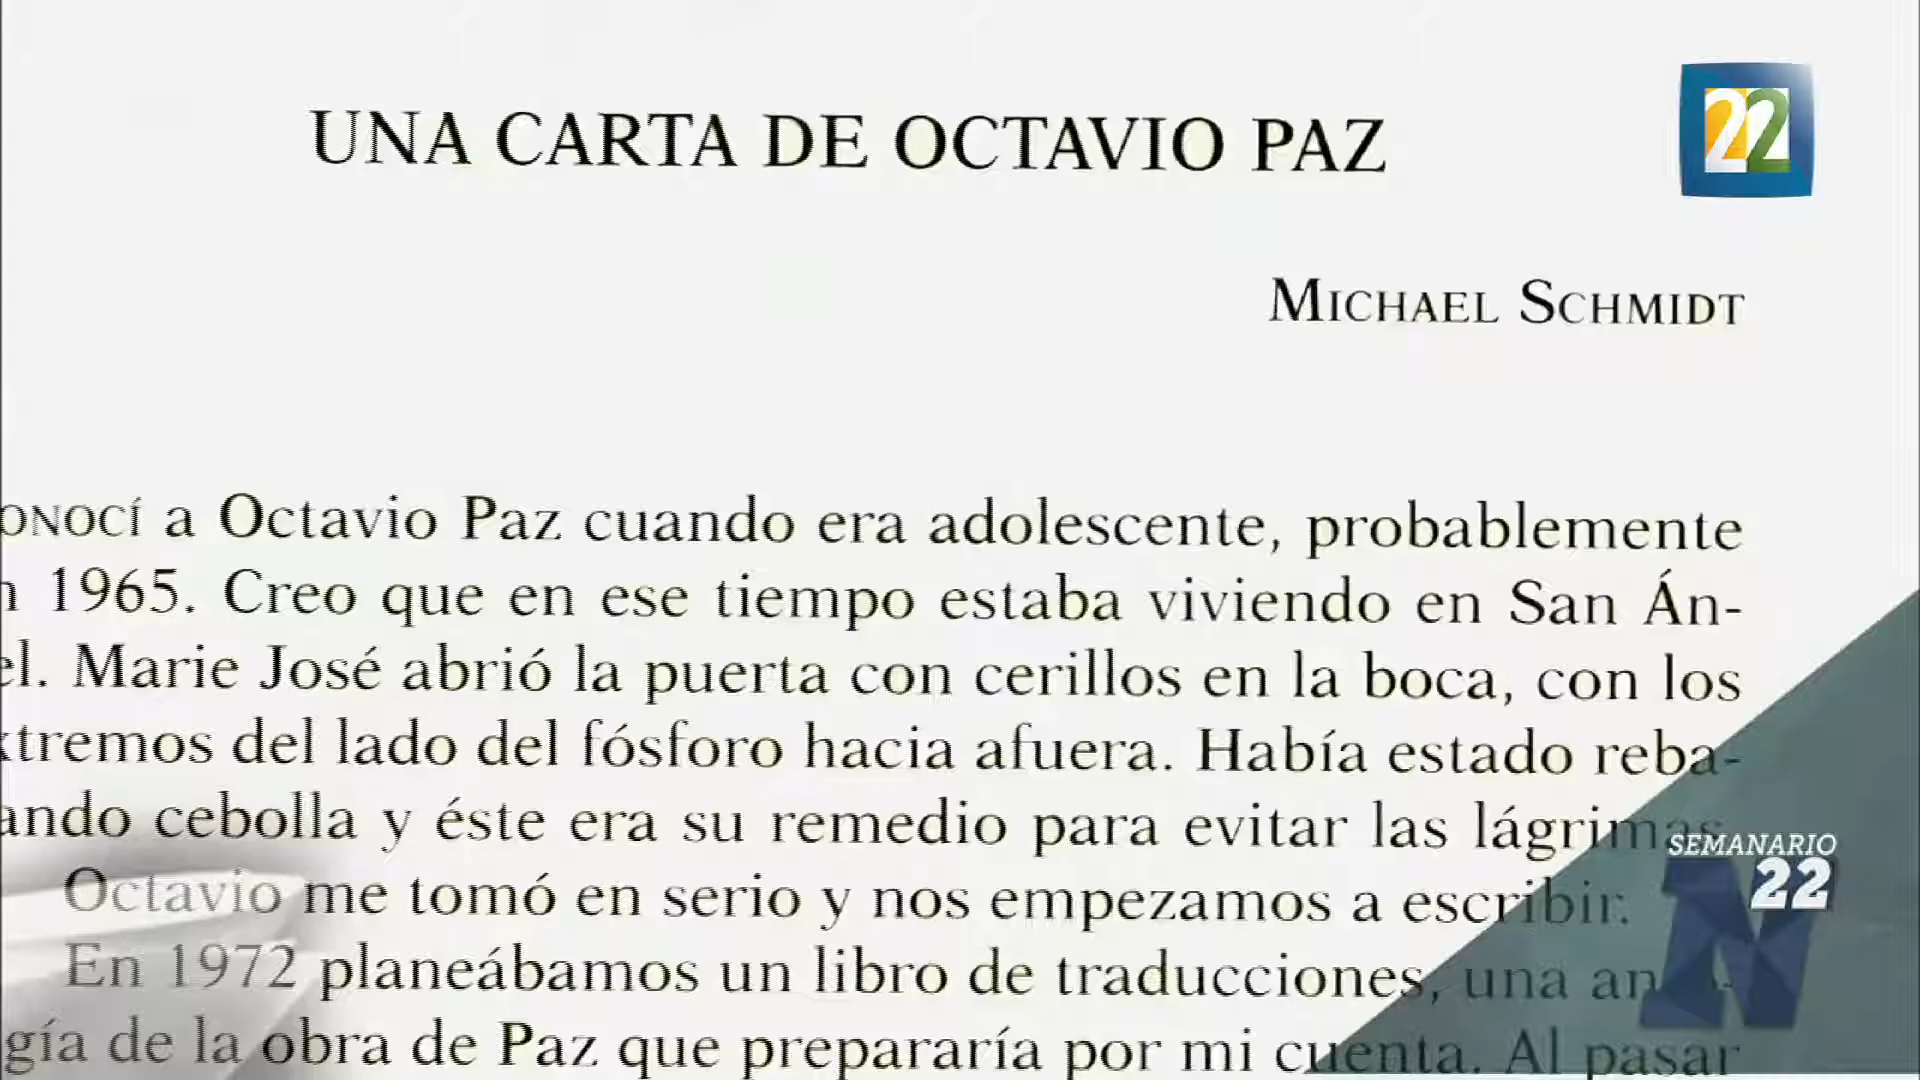 UNA CARTA DE OCTAVIO PAZ
22
MICHAEL SCHMIDT
ONOCÍ a Octavio Paz cuando era adolescente, probablemente
n 1965. Creo que en ese tiempo estaba viviendo en San Án-
el. Marie José abrió la puerta con cerillos en la boca, con los
xtremos del lado del fósforo hacia afuera. Había estado reba-
ando cebolla y éste era su remedio para evitar las lágrimas.
Octavio me tomó en serio y nos empezamos a escribir.
En 1972 planeábamos un libro de traducciones, una an
gía de la obra de Paz que prepararía por mi cuenta. Al pasar
SEMANARIO
N22